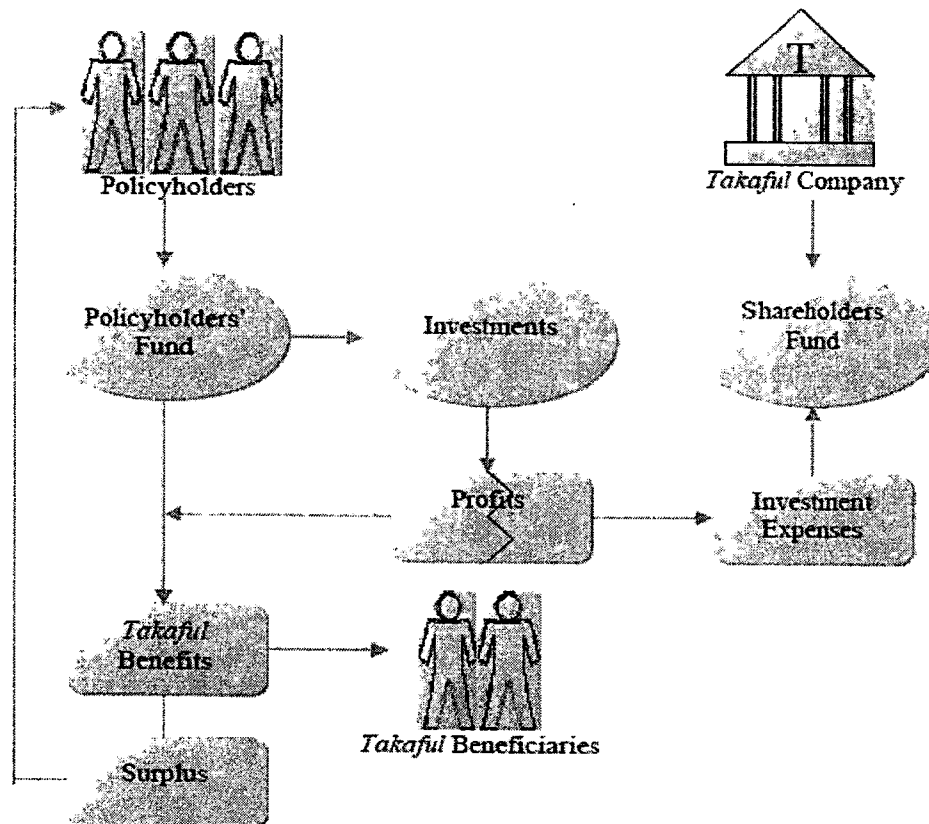 T
Policyholders
Takaful Company
Policyholders'
Fund
Investments
Shareholders
Fund
Profits
Investment
Expenses
Takaful
Benefits
Takaful Beneficiaries
Surplus